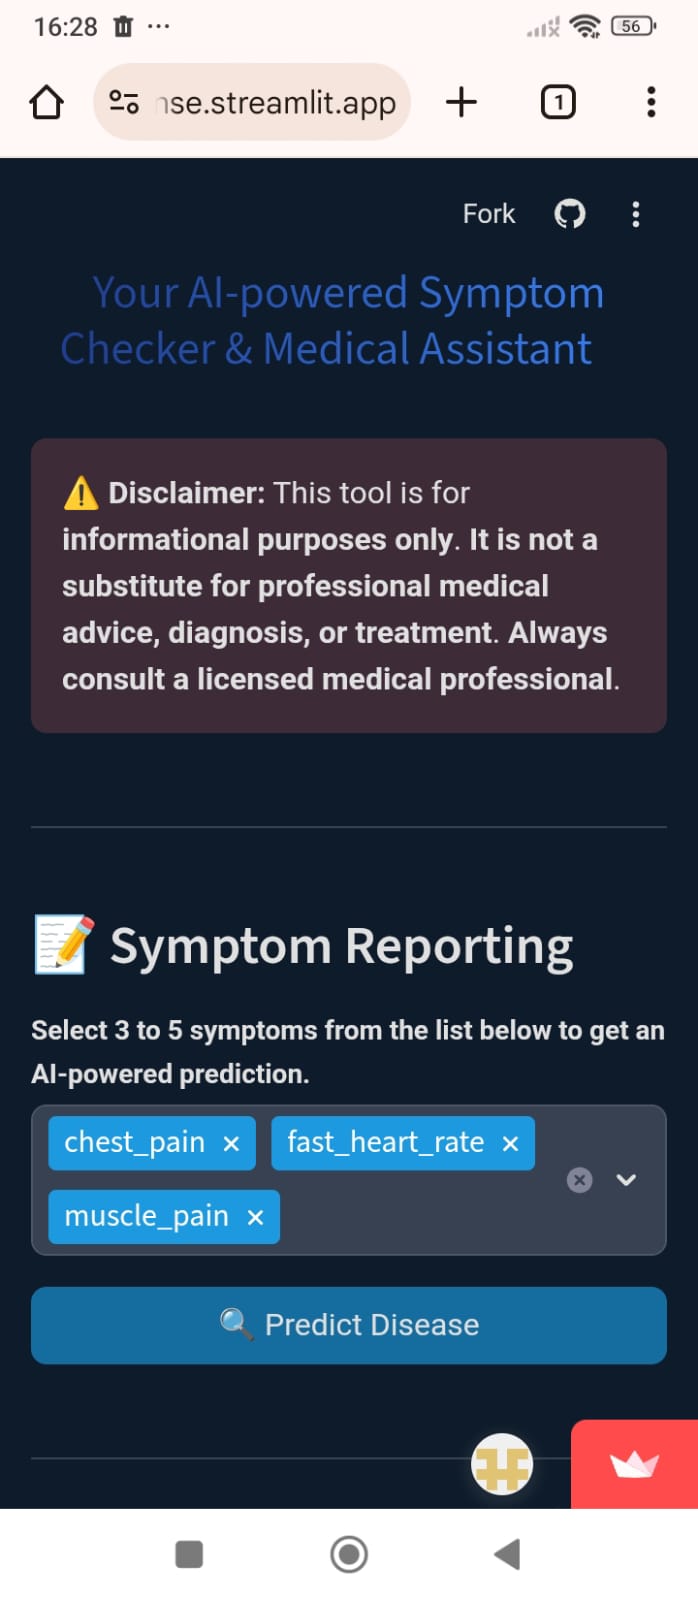 16:28
56
nse.streamlit.app
1
Fork
Your AI-powered Symptom
Checker & Medical Assistant
⚠️ Disclaimer: This tool is for
informational purposes only. It is not a
substitute for professional medical
advice, diagnosis, or treatment. Always
consult a licensed medical professional.
📝 Symptom Reporting
Select 3 to 5 symptoms from the list below to get an
AI-powered prediction.
chest_pain × fast_heart_rate ×
muscle_pain ×
🔍 Predict Disease